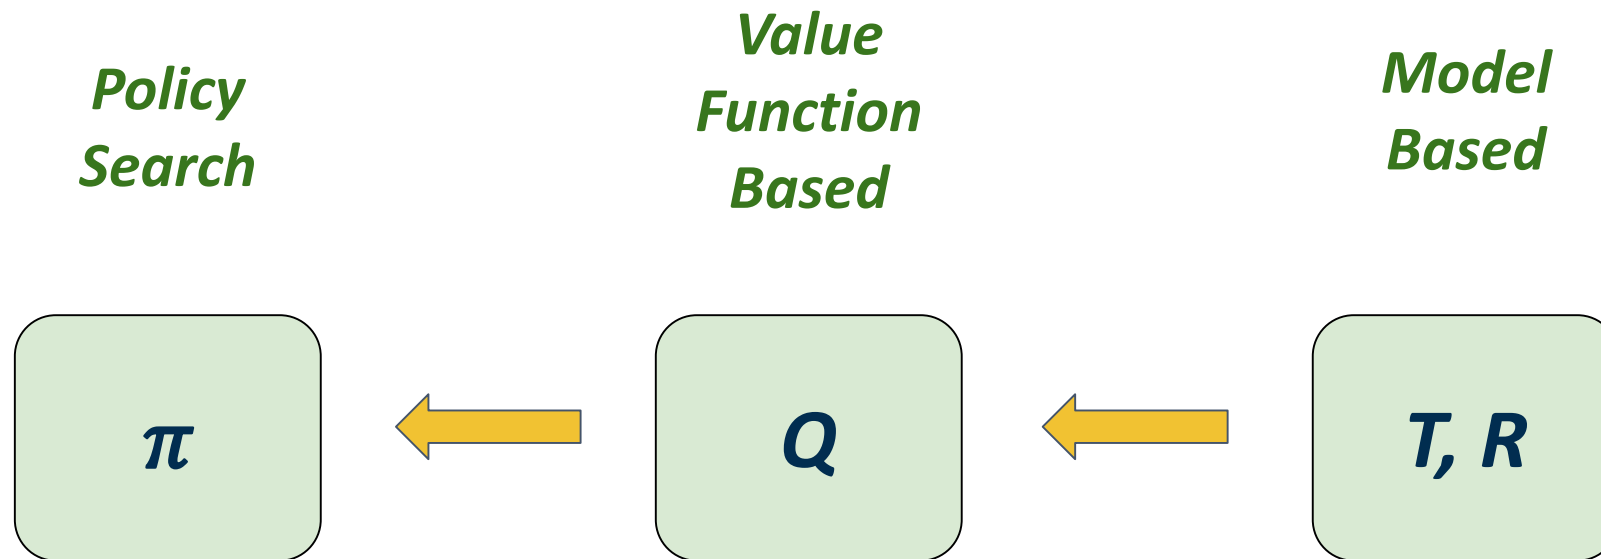 Policy
Search
Value
Function
Based
Model
Based
π
Q
T, R